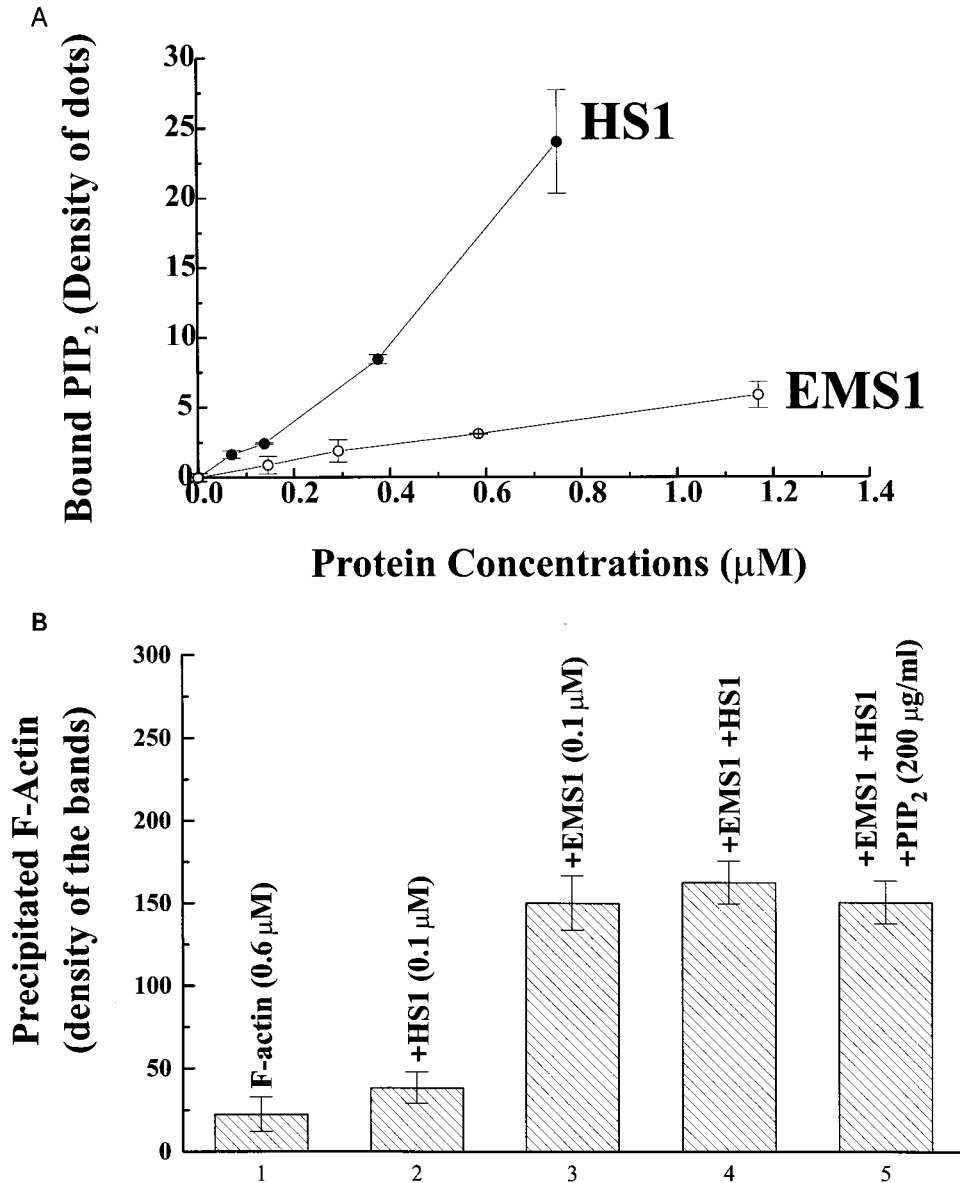 A
Bound PIP₂ (Density of dots)
30
25
20
15
10
5
0
0.0 0.2 0.4 0.6 0.8 1.0 1.2 1.4
HS1
EMS1
Protein Concentrations (μM)
B
Precipitated F-Actin
(density of the bands)
300
250
200
150
100
50
0
F-actin (0.6 μM)
+HS1 (0.1 μM)
+EMS1 (0.1 μM)
+EMS1 +HS1
+EMS1 +HS1
+PIP₂ (200 μg/ml)
1 2 3 4 5